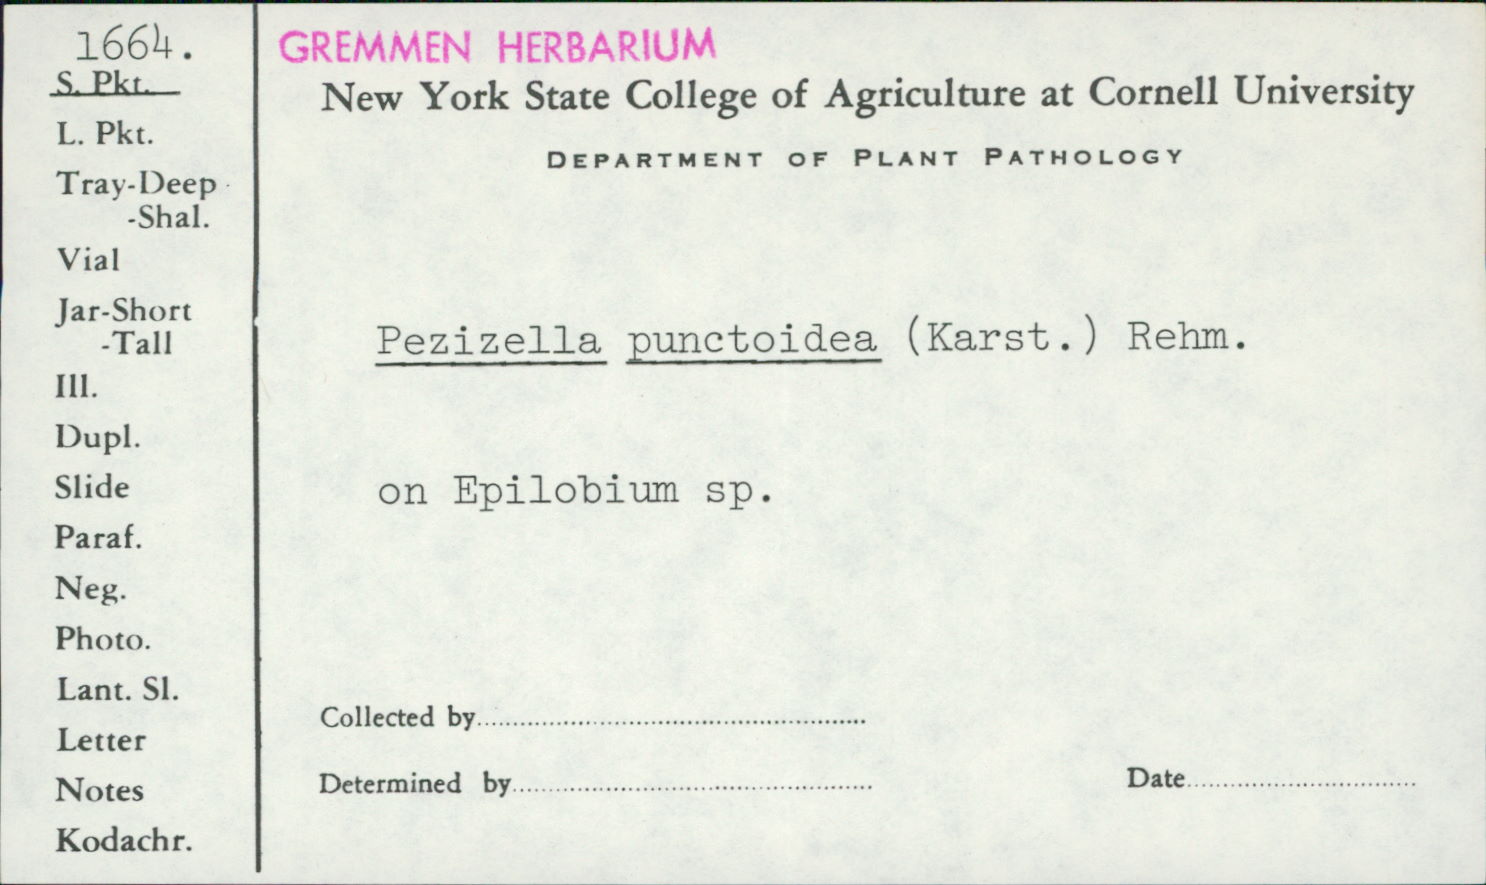 1664.
S. Pkt.
L. Pkt.
Tray-Deep
-Shal.
Vial
Jar-Short
-Tall
Ill.
Dupl.
Slide
Paraf.
Neg.
Photo.
Lant. Sl.
Letter
Notes
Kodachr.
GREMMEN HERBARIUM
New York State College of Agriculture at Cornell University
DEPARTMENT OF PLANT PATHOLOGY
Pezizella punctoidea (Karst.) Rehm.
on Epilobium sp.
Collected by
Determined by
Date